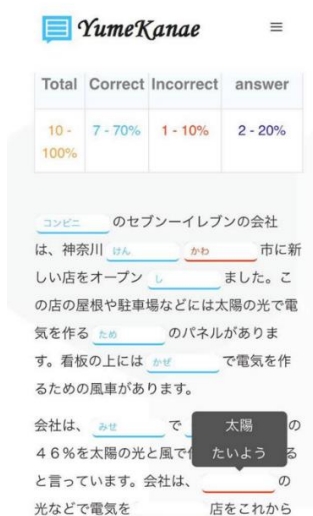 YumeKanae
Total Correct Incorrect answer
10 - 100% 7 - 70% 1 - 10% 2 - 20%
コンビニ のセブンーイレブンの会社
は、神奈川 けん かわ 市に新
しい店をオープン し ました。こ
の店の屋根や駐車場などには太陽の光で電
気を作る ため のパネルがありま
す。看板の上には かぜ で電気を作
るための風車があります。
会社は、 みせ で 太陽 の
46%を太陽の光と風で たいよう る
と言っています。会社は、 の
光などで電気を 店をこれから